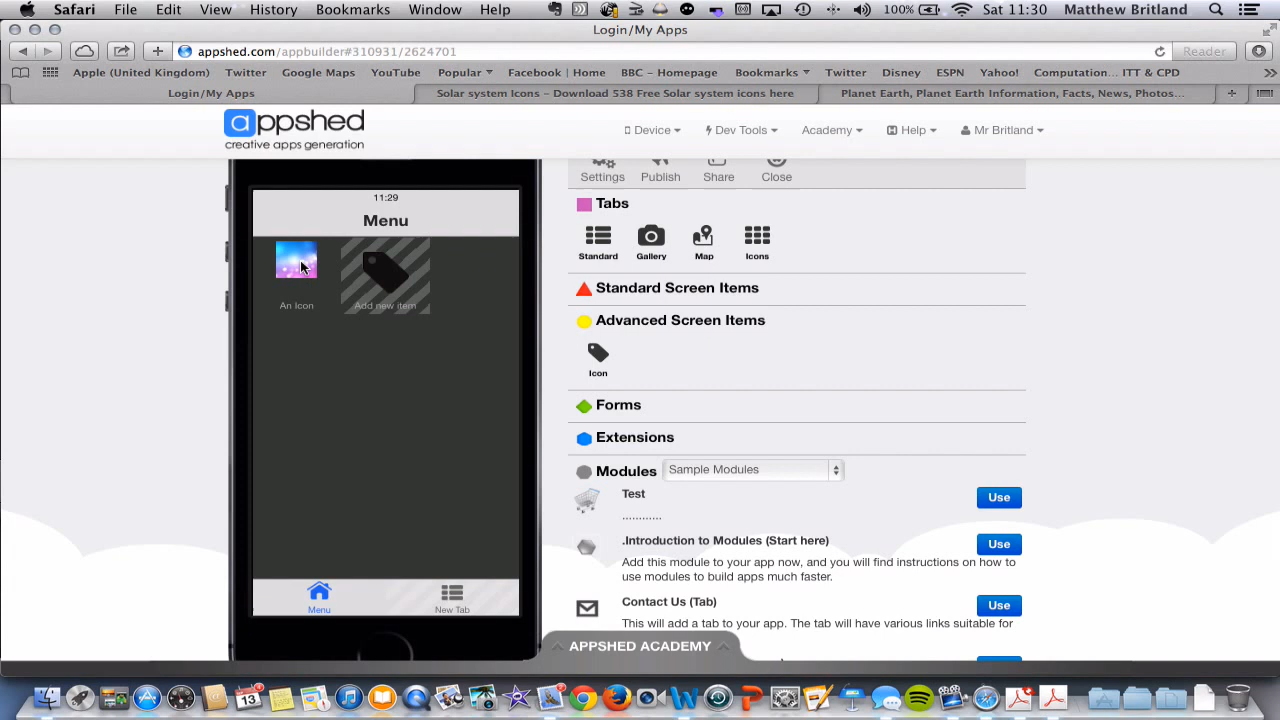 Safari File Edit View History Bookmarks Window Help 100% Sat 11:30 Matthew Britland
Login/My Apps
appshed.com/appbuilder#310931/2624701 Reader
Apple (United Kingdom) Twitter Google Maps YouTube Popular Facebook | Home BBC - Homepage Bookmarks Twitter Disney ESPN Yahoo! Computation... ITT & CPD
Login/My Apps Solar system Icons – Download 538 Free Solar system icons here Planet Earth, Planet Earth Information, Facts, News, Photos...
appshed
creative apps generation
Device Dev Tools Academy Help Mr Britland
Settings Publish Share Close
11:29
Menu
An Icon
Add new item
Menu
New Tab
Tabs
Standard Gallery Map Icons
Standard Screen Items
Advanced Screen Items
Icon
Forms
Extensions
Modules Sample Modules
Test Use
............
.Introduction to Modules (Start here) Use
Add this module to your app now, and you will find instructions on how to
use modules to build apps much faster.
Contact Us (Tab) Use
This will add a tab to your app. The tab will have various links suitable for
APPSHED ACADEMY
13